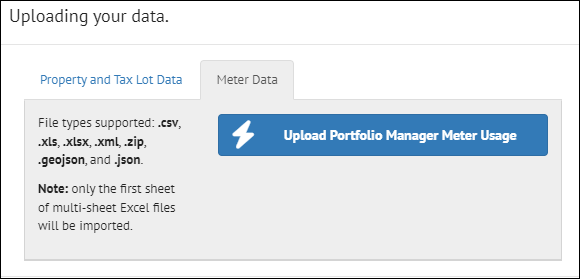 Uploading your data.
Property and Tax Lot Data
Meter Data
File types supported: .csv,
.xls, .xlsx, .xml, .zip,
.geojson, and .json.
Note: only the first sheet
of multi-sheet Excel files
will be imported.
Upload Portfolio Manager Meter Usage